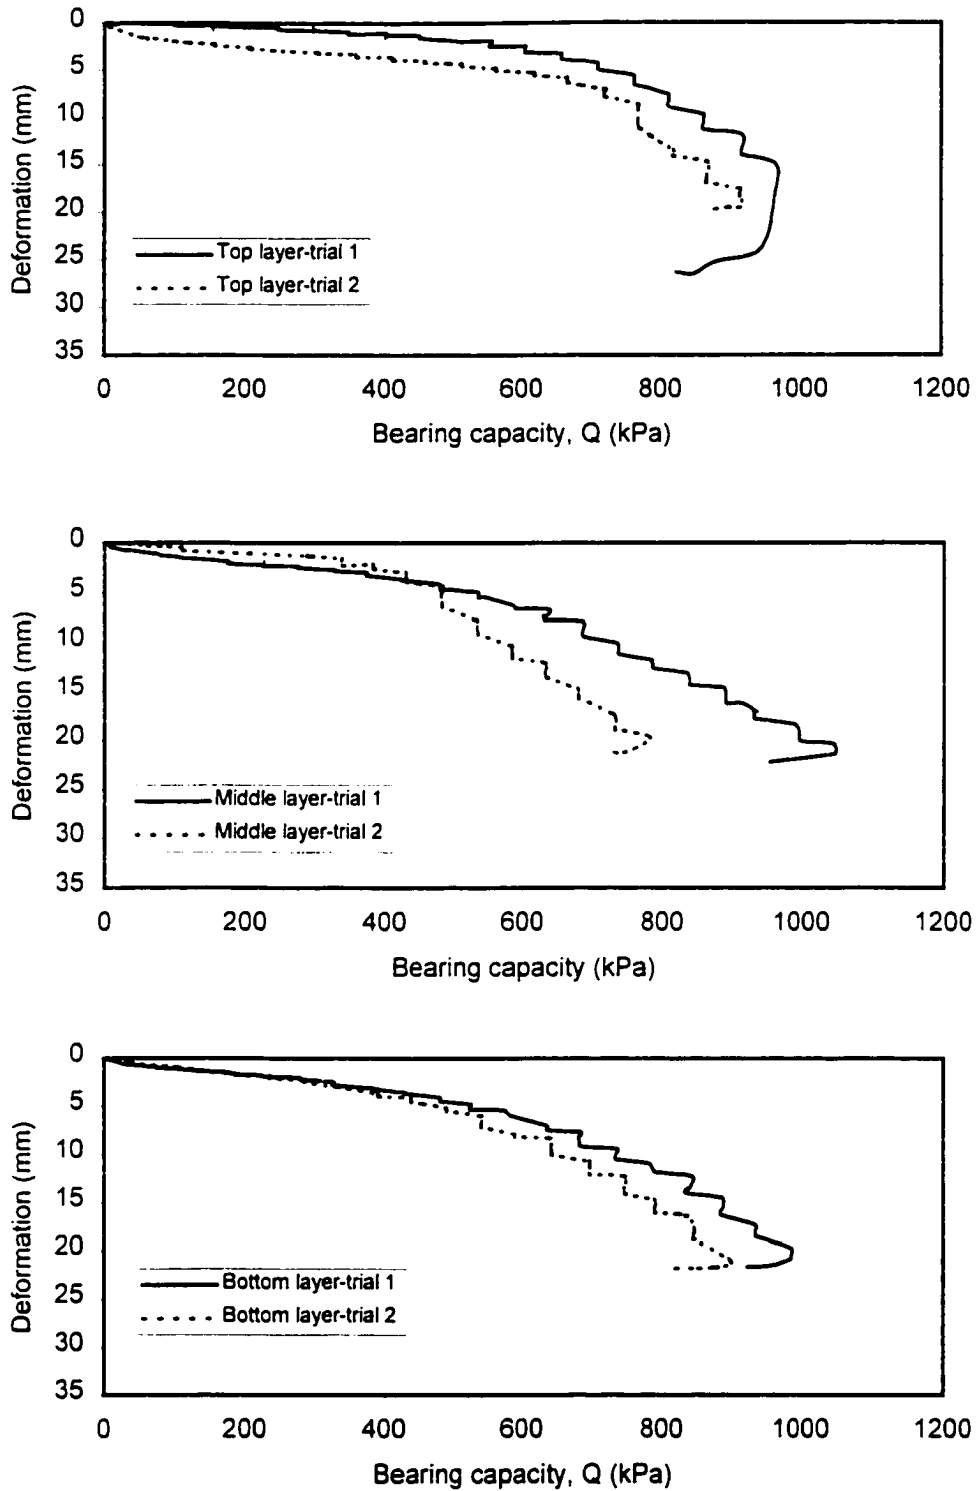 0
5
10
15
20
25
30
35
Deformation (mm)
Top layer-trial 1
Top layer-trial 2
0 200 400 600 800 1000 1200
Bearing capacity, Q (kPa)
0
5
10
15
20
25
30
35
Deformation (mm)
Middle layer-trial 1
Middle layer-trial 2
0 200 400 600 800 1000 1200
Bearing capacity (kPa)
0
5
10
15
20
25
30
35
Deformation (mm)
Bottom layer-trial 1
Bottom layer-trial 2
0 200 400 600 800 1000 1200
Bearing capacity, Q (kPa)